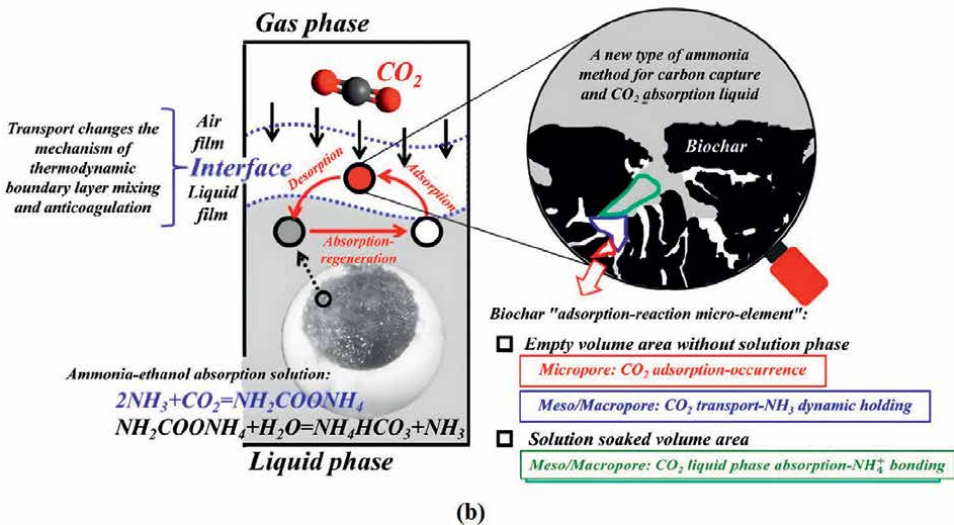 Gas phase
CO2
Transport changes the
mechanism of
thermodynamic
boundary layer mixing
and anticoagulation
Air
film
Interface
Liquid
film
Desorption
Adsorption
Absorption-
regeneration
Ammonia-ethanol absorption solution:
2NH3+CO2=NH2COONH4
NH2COONH4+H2O=NH4HCO3+NH3
Liquid phase
A new type of ammonia
method for carbon capture
and CO2 absorption liquid
Biochar
Biochar "adsorption-reaction micro-element":
Empty volume area without solution phase
Micropore: CO2 adsorption-occurrence
Meso/Macropore: CO2 transport-NH3 dynamic holding
Solution soaked volume area
Meso/Macropore: CO2 liquid phase absorption-NH4+ bonding
(b)